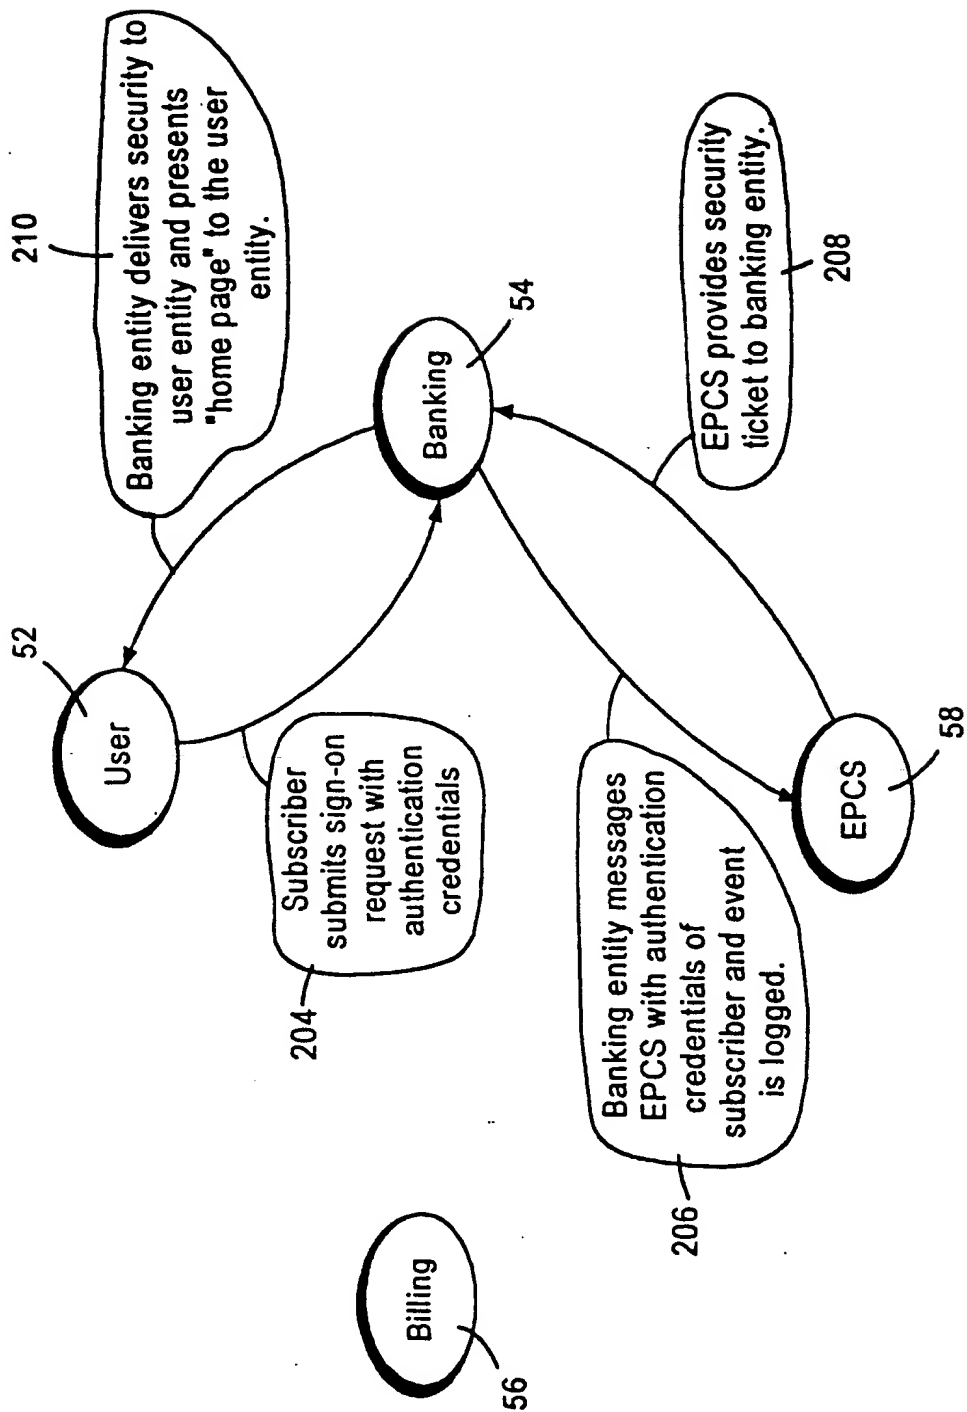 210
Banking entity delivers security to
user entity and presents
"home page" to the user
entity.
52
User
Banking
54
204
Subscriber
submits sign-on
request with
authentication
credentials
EPCS provides security
ticket to banking entity.
208
Billing
56
206
Banking entity messages
EPCS with authentication
credentials of
subscriber and event
is logged.
EPCS
58